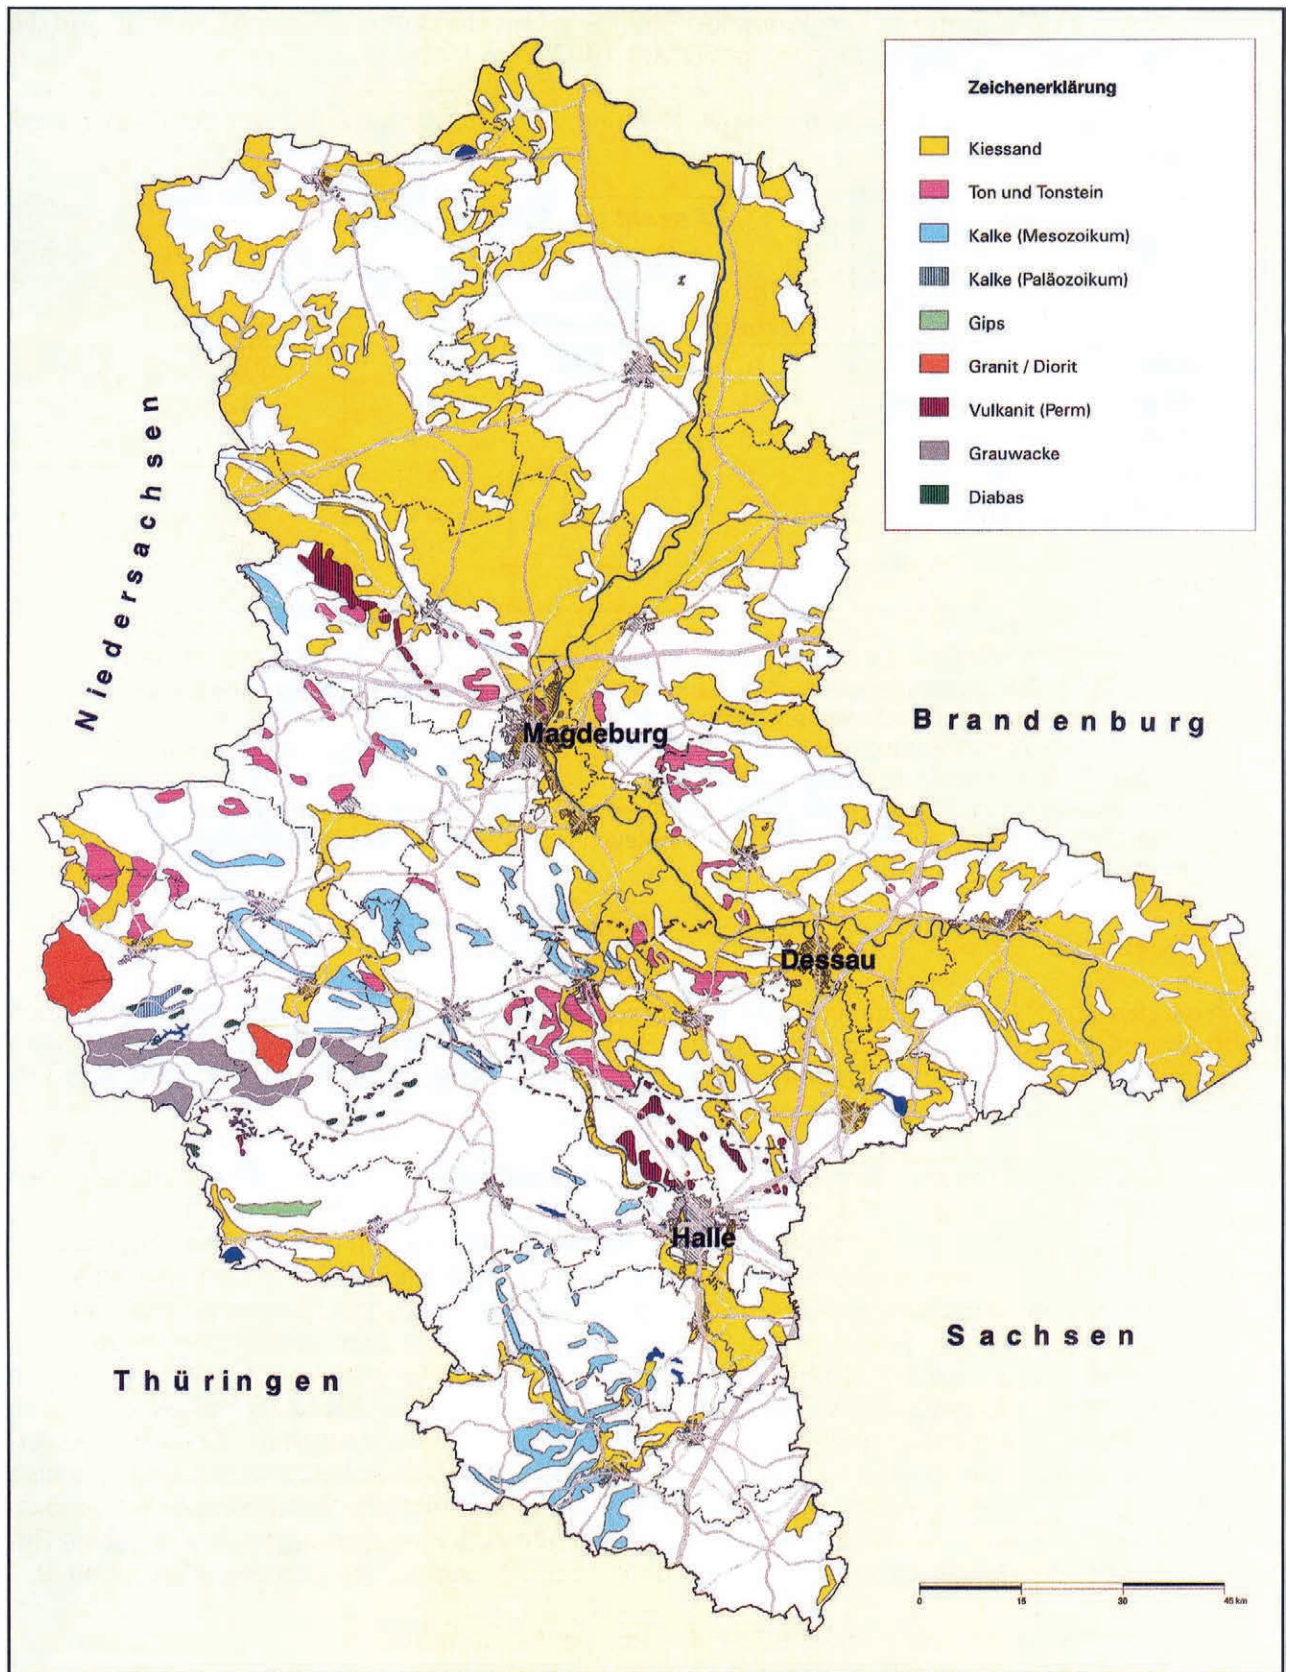 Zeichenerklärung
Kiessand
Ton und Tonstein
Kalke (Mesozoikum)
Kalke (Paläozoikum)
Gips
Granit / Diorit
Vulkanit (Perm)
Grauwacke
Diabas
Niedersachsen
Brandenburg
Magdeburg
Dessau
Halle
Sachsen
Thüringen
0 15 30 45 km